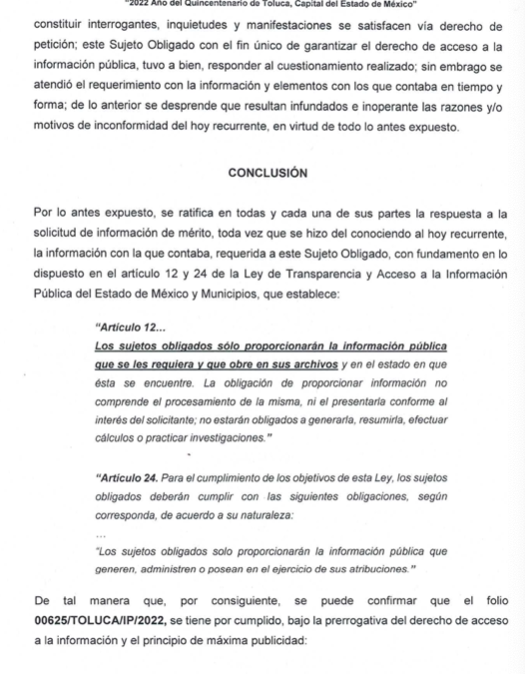 "2022 Año del Quincentenario de Toluca, Capital del Estado de México"
constituir interrogantes, inquietudes y manifestaciones se satisfacen vía derecho de
petición; este Sujeto Obligado con el fin único de garantizar el derecho de acceso a la
información pública, tuvo a bien, responder al cuestionamiento realizado; sin embrago se
atendió el requerimiento con la información y elementos con los que contaba en tiempo y
forma; de lo anterior se desprende que resultan infundados e inoperante las razones y/o
motivos de inconformidad del hoy recurrente, en virtud de todo lo antes expuesto.
CONCLUSIÓN
Por lo antes expuesto, se ratifica en todas y cada una de sus partes la respuesta a la
solicitud de información de mérito, toda vez que se hizo del conociendo al hoy recurrente,
la información con la que contaba, requerida a este Sujeto Obligado, con fundamento en lo
dispuesto en el artículo 12 y 24 de la Ley de Transparencia y Acceso a la Información
Pública del Estado de México y Municipios, que establece:
"Artículo 12...
Los sujetos obligados sólo proporcionarán la información pública
que se les requiera y que obre en sus archivos y en el estado en que
ésta se encuentre. La obligación de proporcionar información no
comprende el procesamiento de la misma, ni el presentarla conforme al
interés del solicitante; no estarán obligados a generarla, resumirla, efectuar
cálculos o practicar investigaciones."
"Artículo 24. Para el cumplimiento de los objetivos de esta Ley, los sujetos
obligados deberán cumplir con las siguientes obligaciones, según
corresponda, de acuerdo a su naturaleza:
...
"Los sujetos obligados solo proporcionarán la información pública que
generen, administren o posean en el ejercicio de sus atribuciones."
De tal manera que, por consiguiente, se puede confirmar que el folio
00625/TOLUCA/IP/2022, se tiene por cumplido, bajo la prerrogativa del derecho de acceso
a la información y el principio de máxima publicidad: